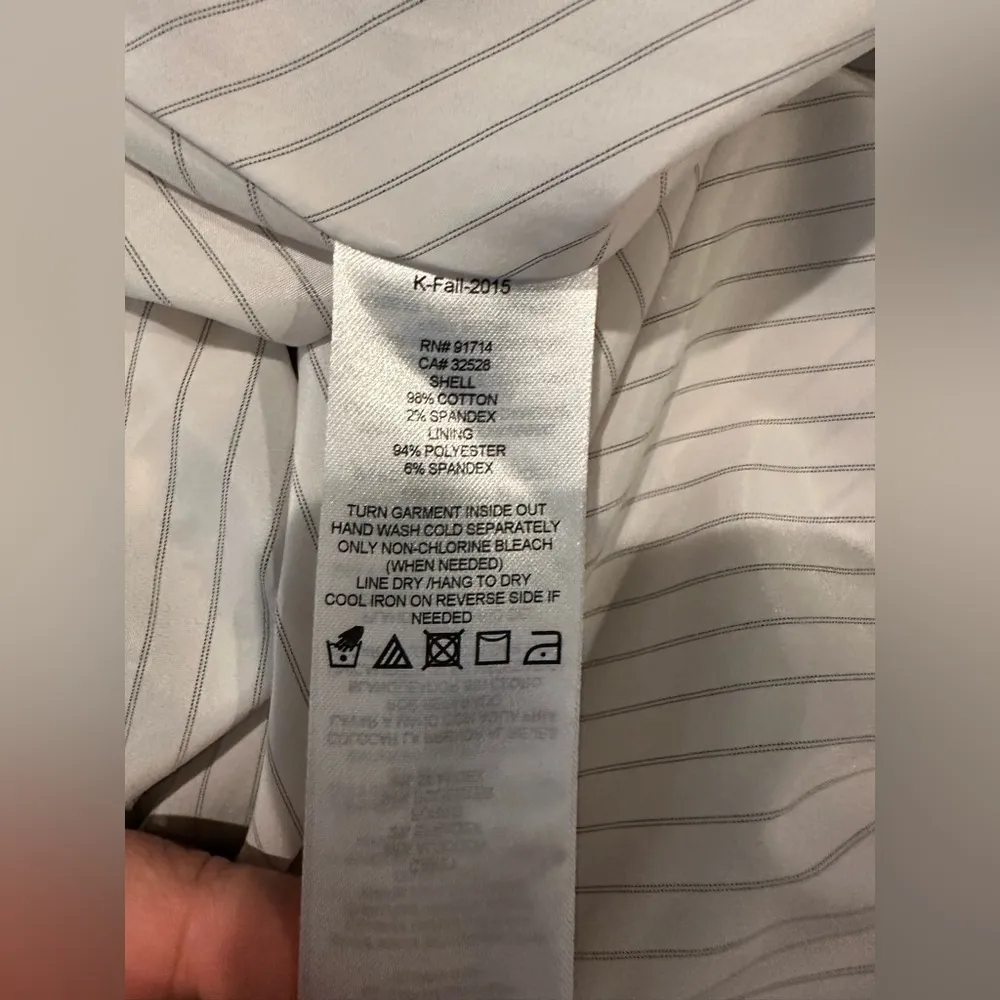 K-Fall-2015
RN# 91714
CA# 32528
SHELL
98% COTTON
2% SPANDEX
LINING
94% POLYESTER
6% SPANDEX
TURN GARMENT INSIDE OUT
HAND WASH COLD SEPARATELY
ONLY NON-CHLORINE BLEACH
(WHEN NEEDED)
LINE DRY /HANG TO DRY
COOL IRON ON REVERSE SIDE IF
NEEDED